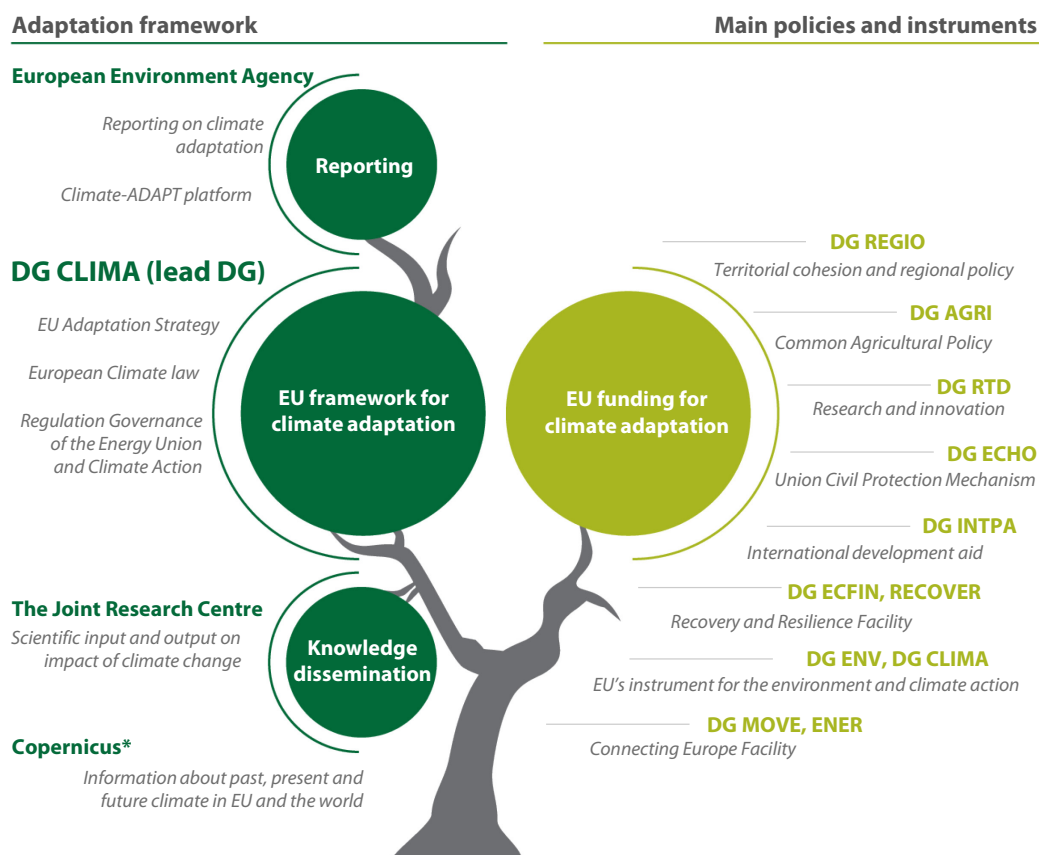 Adaptation framework
Main policies and instruments
European Environment Agency
Reporting on climate
adaptation
Climate-ADAPT platform
Reporting
DG CLIMA (lead DG)
EU Adaptation Strategy
European Climate law
Regulation Governance
of the Energy Union
and Climate Action
EU framework for
climate adaptation
The Joint Research Centre
Scientific input and output on
impact of climate change
Knowledge
dissemination
Copernicus*
Information about past, present and
future climate in EU and the world
EU funding for
climate adaptation
DG REGIO
Territorial cohesion and regional policy
DG AGRI
Common Agricultural Policy
DG RTD
Research and innovation
DG ECHO
Union Civil Protection Mechanism
DG INTPA
International development aid
DG ECFIN, RECOVER
Recovery and Resilience Facility
DG ENV, DG CLIMA
EU's instrument for the environment and climate action
DG MOVE, ENER
Connecting Europe Facility